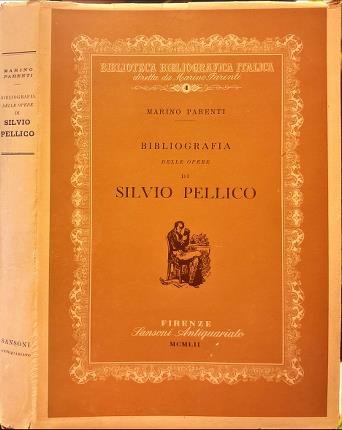 MARINO
PARENTI
BIBLIOGRAFIA
DELLE OPERE
DI
SILVIO
PELLICO
SANSONI
ANTIQUARIATO
BIBLIOTECA BIBLIOGRAFICA ITALICA
diretta da Marino Parenti
4
MARINO PARENTI
BIBLIOGRAFIA
DELLE OPERE
DI
SILVIO PELLICO
FIRENZE
Sansoni Antiquariato
MCMLII